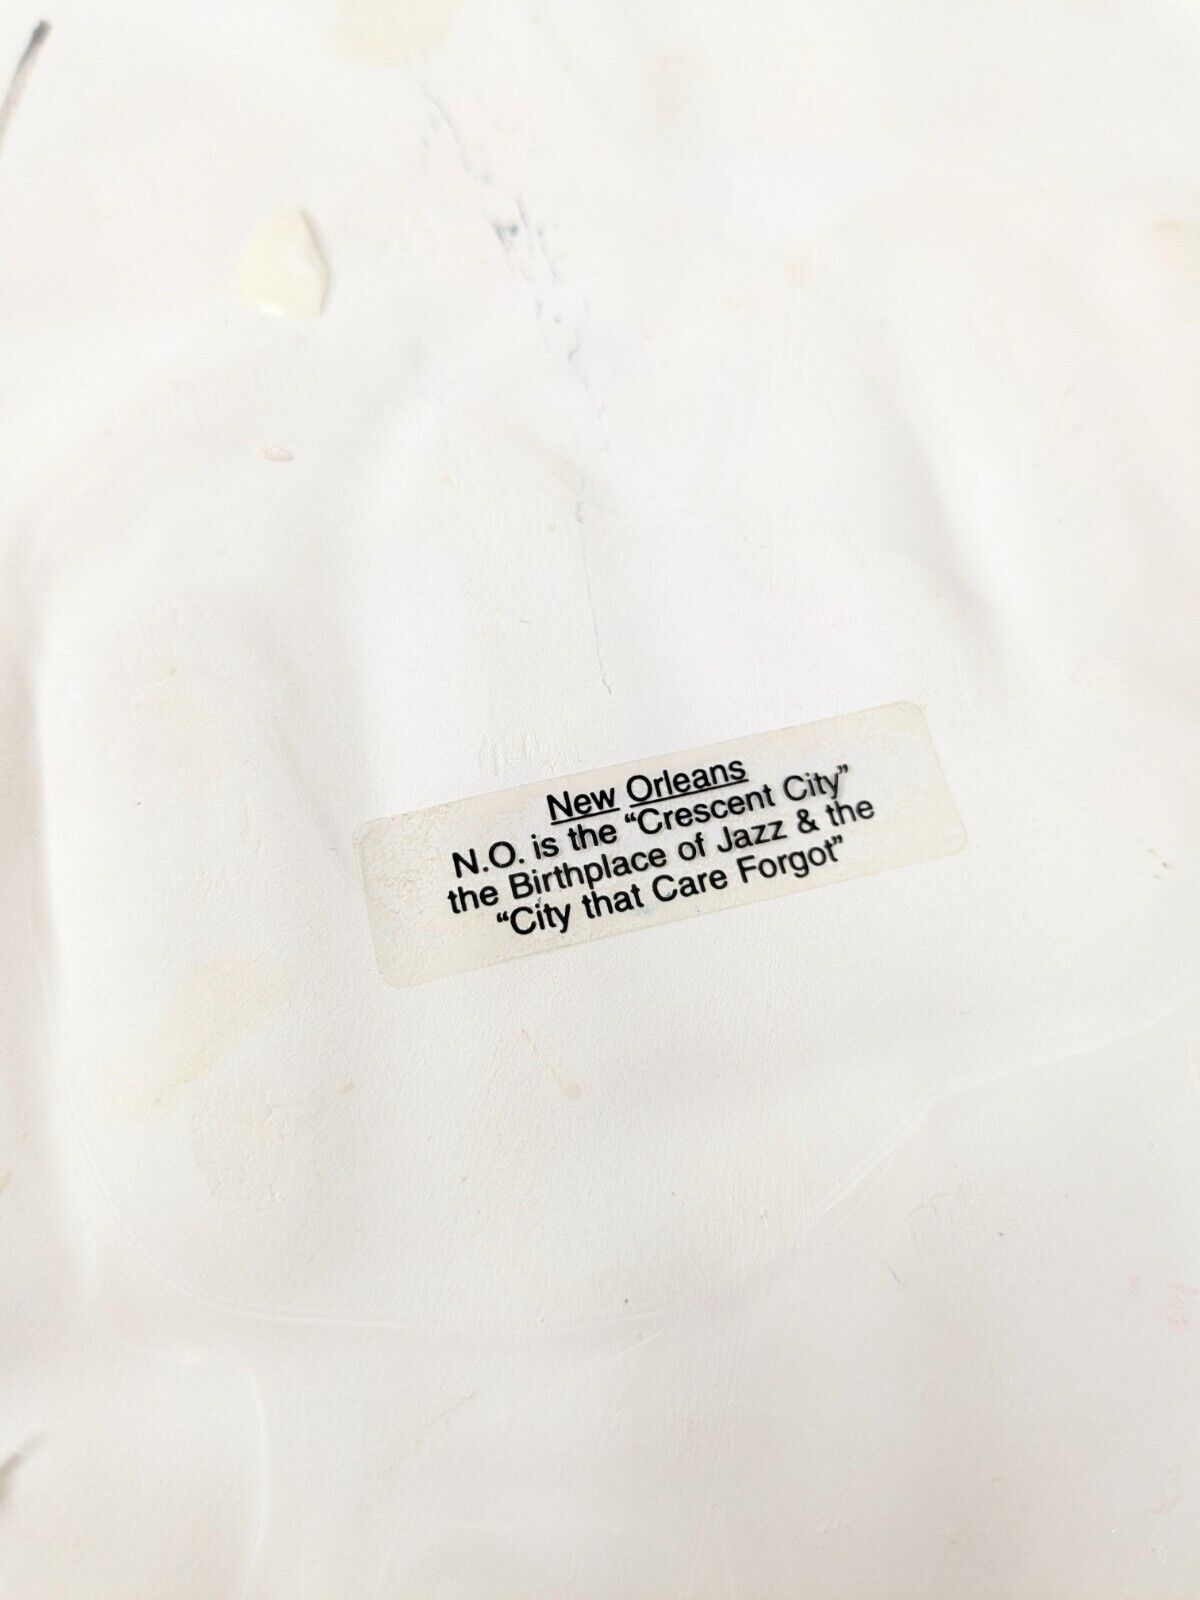 New Orleans
N.O. is the “Crescent City”
the Birthplace of Jazz & the
“City that Care Forgot”